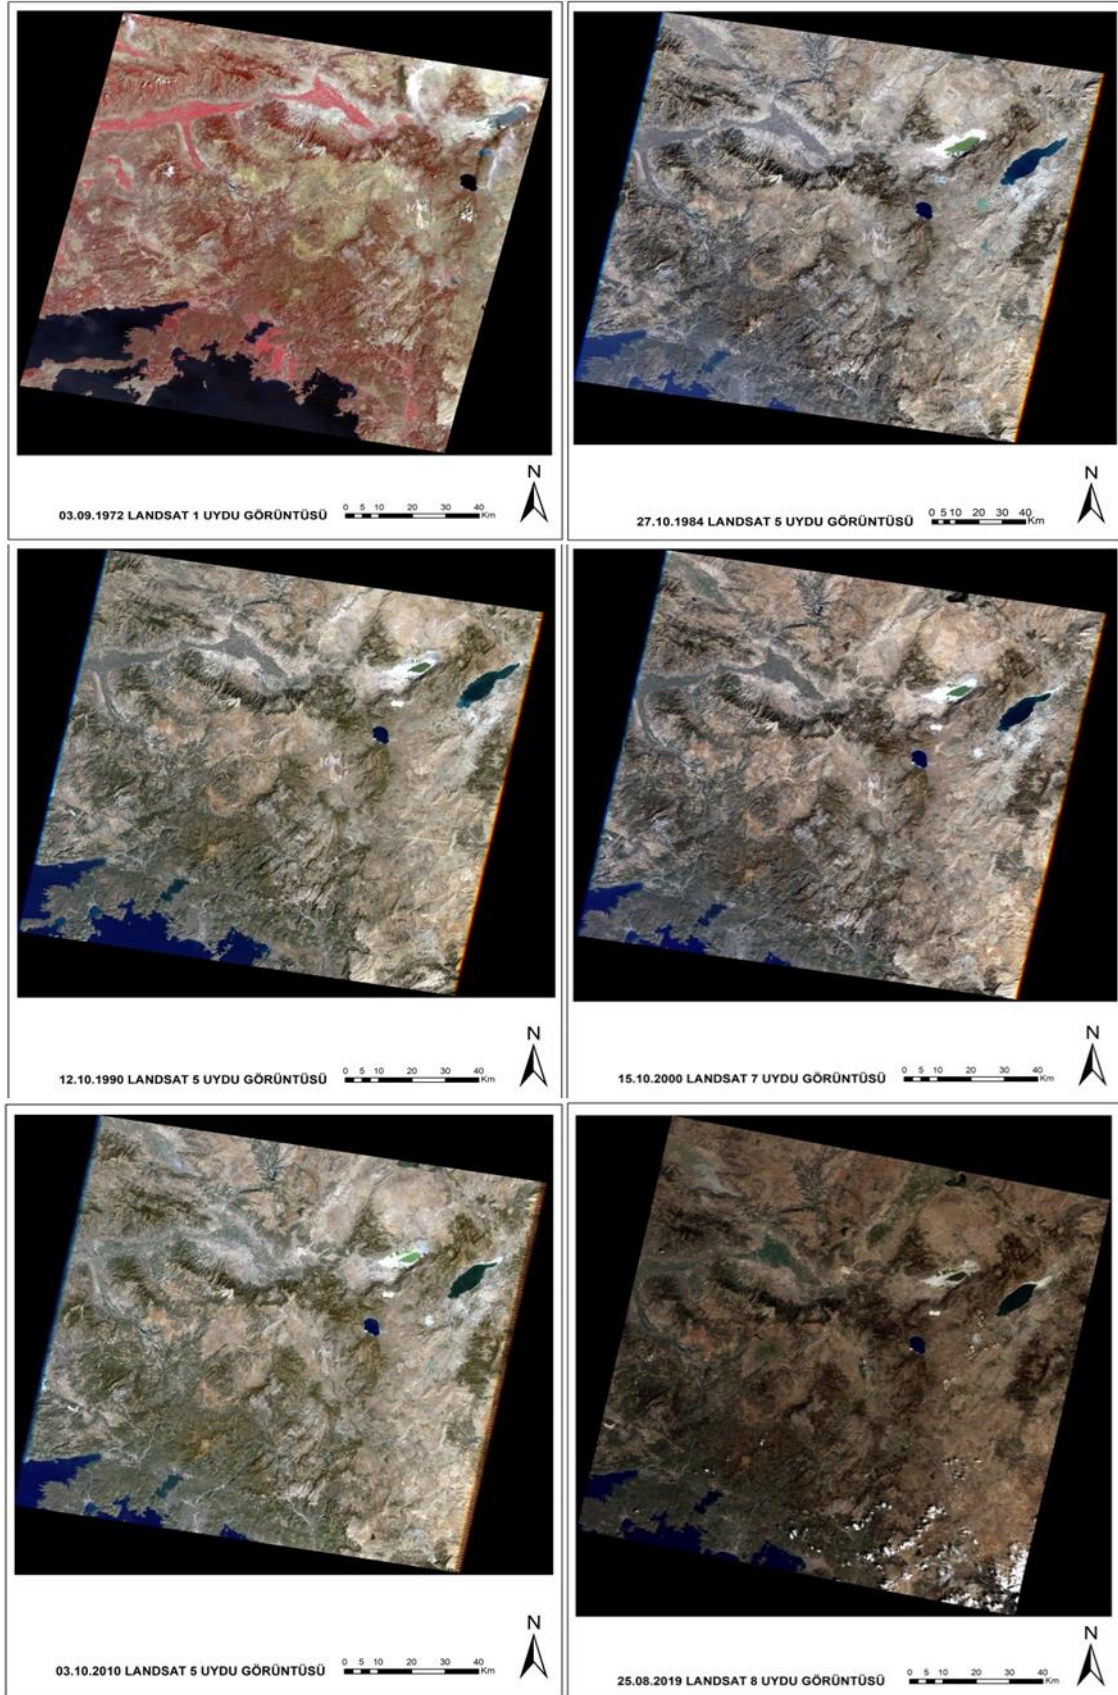 N
03.09.1972 LANDSAT 1 UYDU GÖRÜNTÜSÜ 0 5 10 20 30 40 Km
N
27.10.1984 LANDSAT 5 UYDU GÖRÜNTÜSÜ 0 5 10 20 30 40 Km
N
12.10.1990 LANDSAT 5 UYDU GÖRÜNTÜSÜ 0 5 10 20 30 40 Km
N
15.10.2000 LANDSAT 7 UYDU GÖRÜNTÜSÜ 0 5 10 20 30 40 Km
N
03.10.2010 LANDSAT 5 UYDU GÖRÜNTÜSÜ 0 5 10 20 30 40 Km
N
25.08.2019 LANDSAT 8 UYDU GÖRÜNTÜSÜ 0 5 10 20 30 40 Km